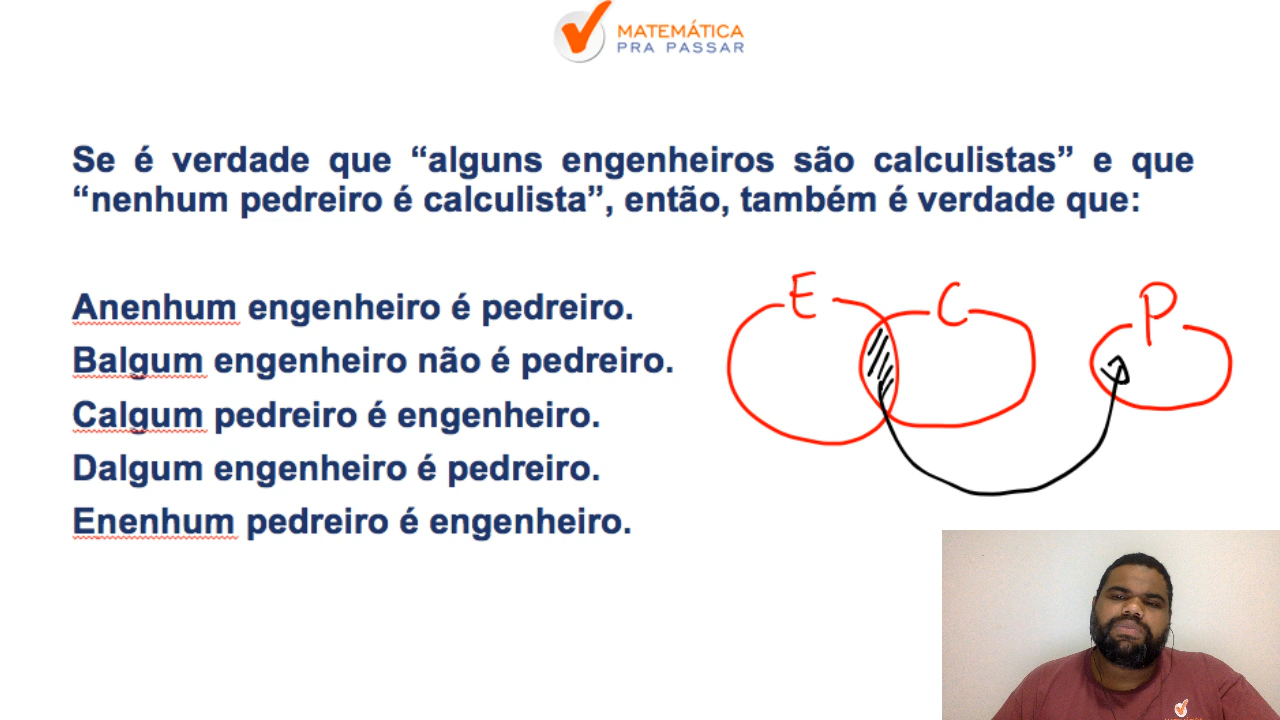 MATEMÁTICA
PRA PASSAR
Se é verdade que “alguns engenheiros são calculistas” e que
“nenhum pedreiro é calculista”, então, também é verdade que:
Anenhum engenheiro é pedreiro.
Balgum engenheiro não é pedreiro.
Calgum pedreiro é engenheiro.
Dalgum engenheiro é pedreiro.
Enenhum pedreiro é engenheiro.
E C P